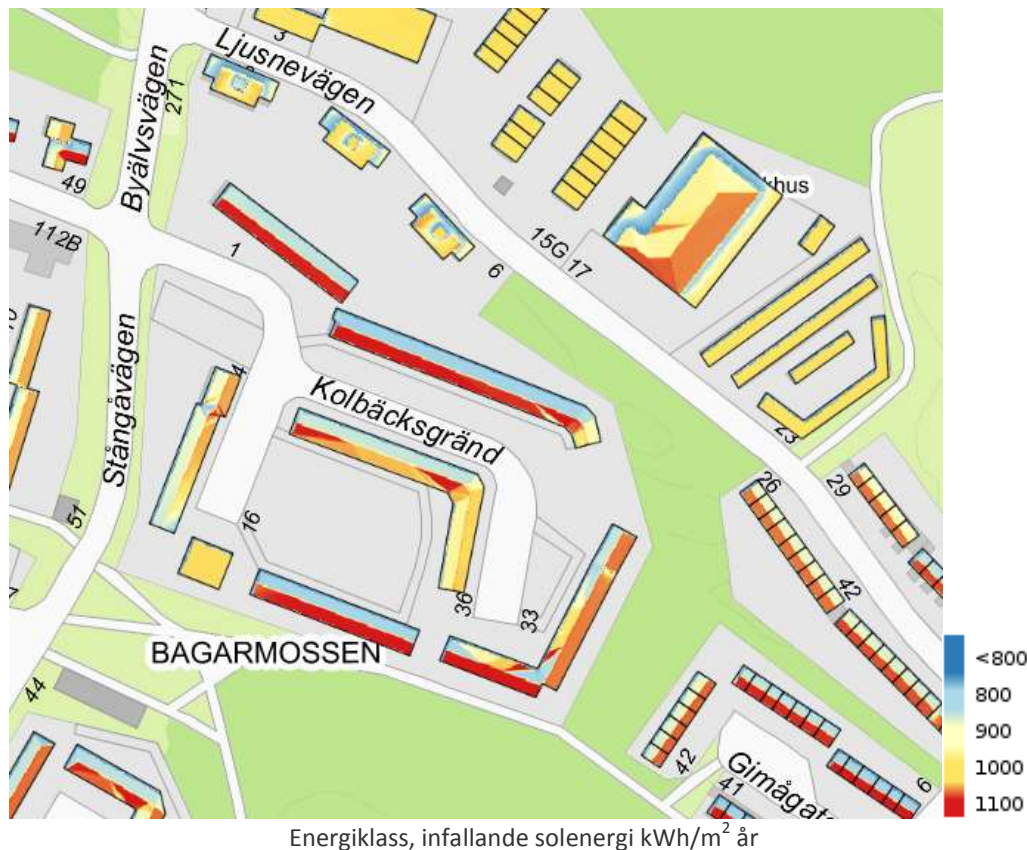 3
Ljusnevägen
271
Byälvsvägen
49
khus
112B
1
6
15G 17
Stångåvägen
4
Kolbäcksgränd
23
26
29
51
16
42
36
33
BAGARMOSSEN
44
42
Gimågat
41
6
<800
800
900
1000
1100
Energiklass, infallande solenergi kWh/m² år